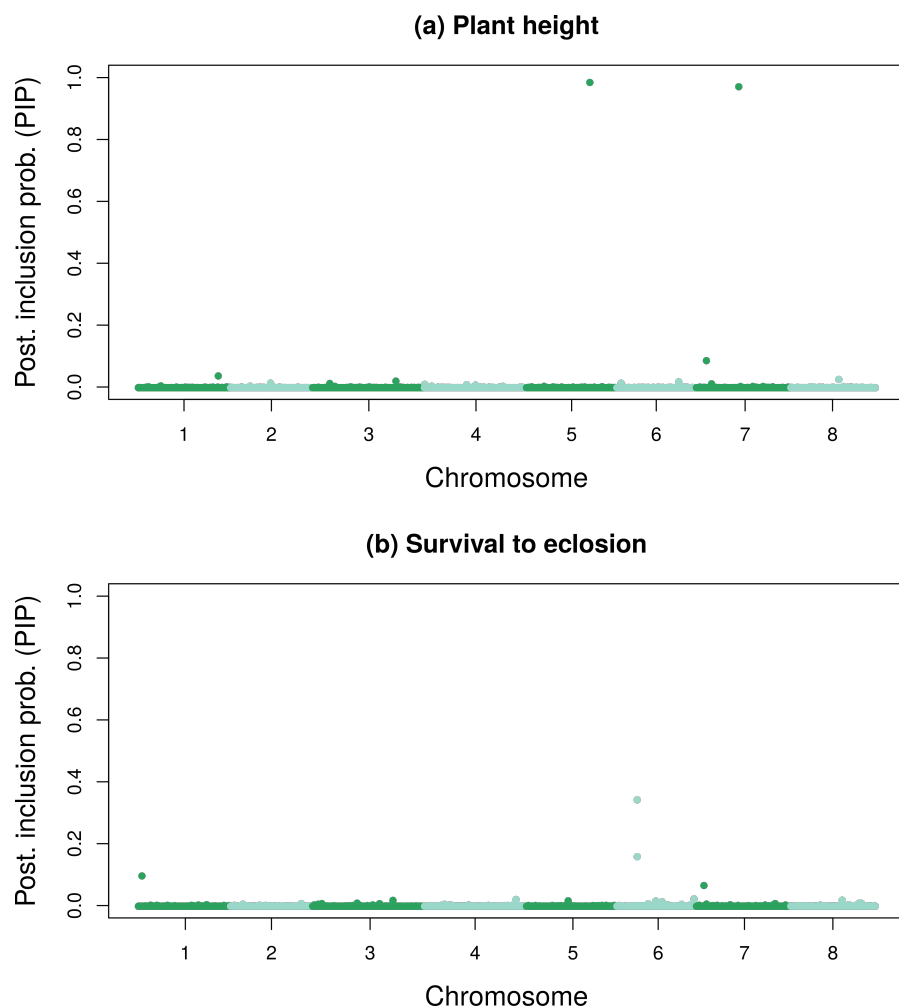 (a) Plant height
Post. inclusion prob. (PIP)
1.0
0.8
0.6
0.4
0.2
0.0
1 2 3 4 5 6 7 8
Chromosome
(b) Survival to eclosion
Post. inclusion prob. (PIP)
1.0
0.8
0.6
0.4
0.2
0.0
1 2 3 4 5 6 7 8
Chromosome